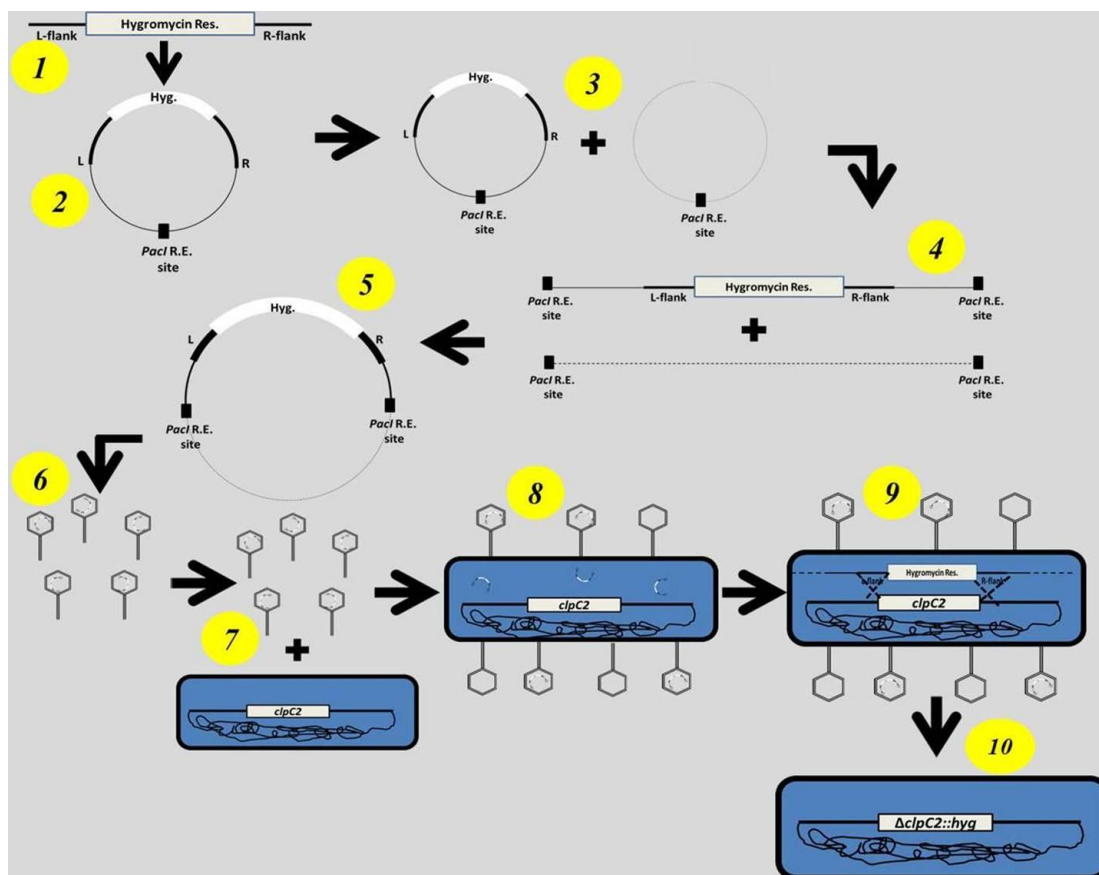 Hygromycin Res.
L-flank
R-flank
1
Hyg.
L
R
2
PacI R.E.
site
Hyg.
L
R
3
PacI R.E.
site
PacI R.E.
site
4
Hygromycin Res.
L-flank
R-flank
PacI R.E.
site
PacI R.E.
site
PacI R.E.
site
PacI R.E.
site
5
Hyg.
L
R
PacI R.E.
site
PacI R.E.
site
6
7
clpC2
8
clpC2
9
Hygromycin Res.
L-flank
R-flank
clpC2
10
ΔclpC2::hyg